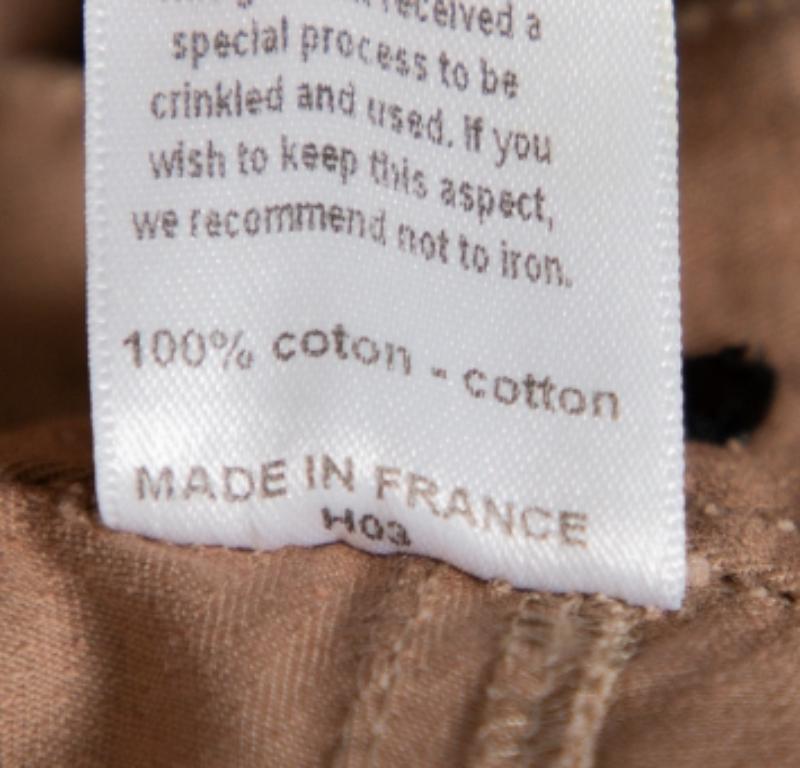 received a
special process to be
crinkled and used. If you
wish to keep this aspect,
we recommend not to iron.
100% coton - cotton
MADE IN FRANCE
H03